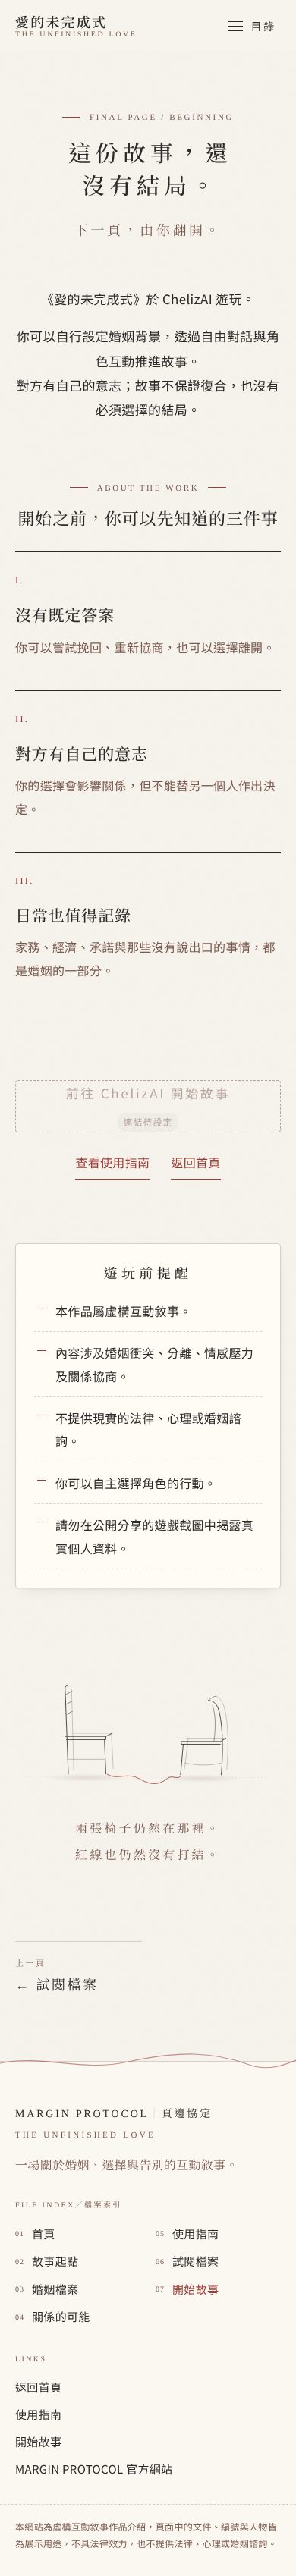 愛的未完成式
THE UNFINISHED LOVE
目錄
FINAL PAGE / BEGINNING
這份故事，還
沒有結局。
下一頁，由你翻開。
《愛的未完成式》於 ChelizAI 遊玩。
你可以自行設定婚姻背景，透過自由對話與角
色互動推進故事。
對方有自己的意志；故事不保證復合，也沒有
必須選擇的結局。
ABOUT THE WORK
開始之前，你可以先知道的三件事
I.
沒有既定答案
你可以嘗試挽回、重新協商，也可以選擇離開。
II.
對方有自己的意志
你的選擇會影響關係，但不能替另一個人作出決
定。
III.
日常也值得記錄
家務、經濟、承諾與那些沒有說出口的事情，都
是婚姻的一部分。
前往 ChelizAI 開始故事
連結待設定
查看使用指南 返回首頁
遊玩前提醒
本作品屬虛構互動敘事。
內容涉及婚姻衝突、分離、情感壓力
及關係協商。
不提供現實的法律、心理或婚姻諮
詢。
你可以自主選擇角色的行動。
請勿在公開分享的遊戲截圖中揭露真
實個人資料。
兩張椅子仍然在那裡。
紅線也仍然沒有打結。
上一頁
← 試閱檔案
MARGIN PROTOCOL | 頁邊協定
THE UNFINISHED LOVE
一場關於婚姻、選擇與告別的互動敘事。
FILE INDEX／檔案索引
01 首頁
02 故事起點
03 婚姻檔案
04 關係的可能
05 使用指南
06 試閱檔案
07 開始故事
LINKS
返回首頁
使用指南
開始故事
MARGIN PROTOCOL 官方網站
本網站為虛構互動敘事作品介紹，頁面中的文件、編號與人物皆
為展示用途，不具法律效力，也不提供法律、心理或婚姻諮詢。